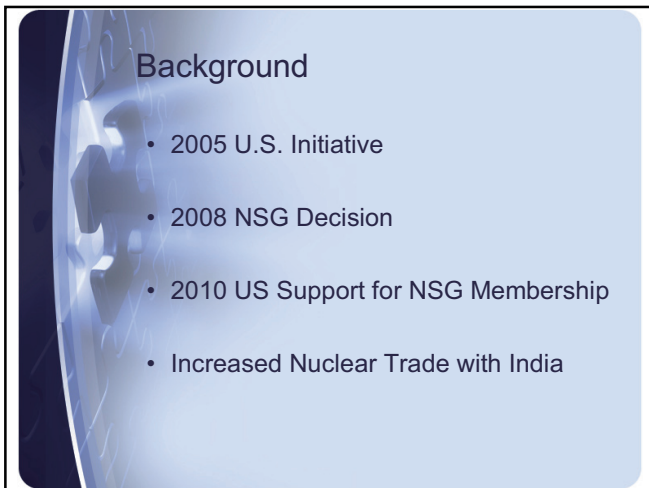 Background
• 2005 U.S. Initiative
• 2008 NSG Decision
• 2010 US Support for NSG Membership
• Increased Nuclear Trade with India